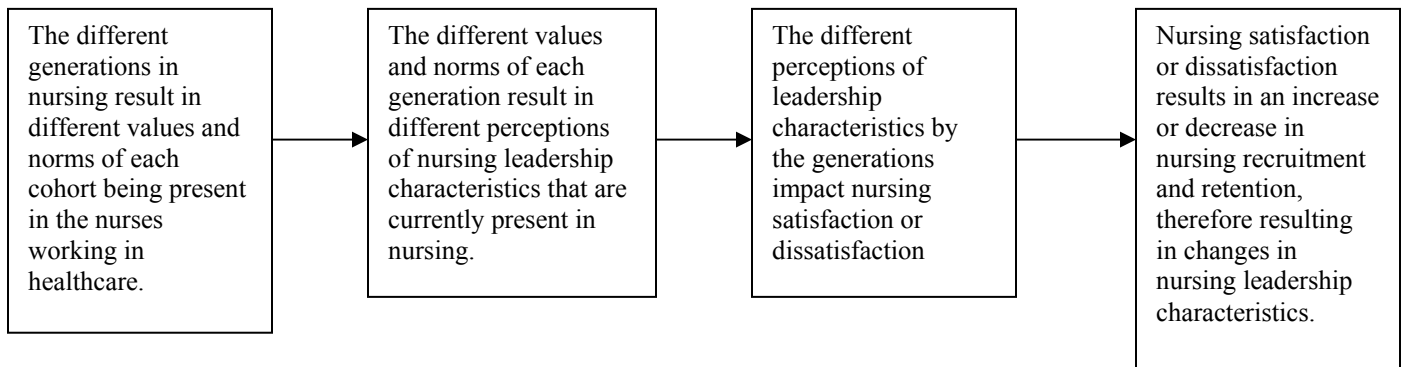 The different
generations in
nursing result in
different values and
norms of each
cohort being present
in the nurses
working in
healthcare.
The different values
and norms of each
generation result in
different perceptions
of nursing leadership
characteristics that are
currently present in
nursing.
The different
perceptions of
leadership
characteristics by
the generations
impact nursing
satisfaction or
dissatisfaction
Nursing satisfaction
or dissatisfaction
results in an increase
or decrease in
nursing recruitment
and retention,
therefore resulting
in changes in
nursing leadership
characteristics.